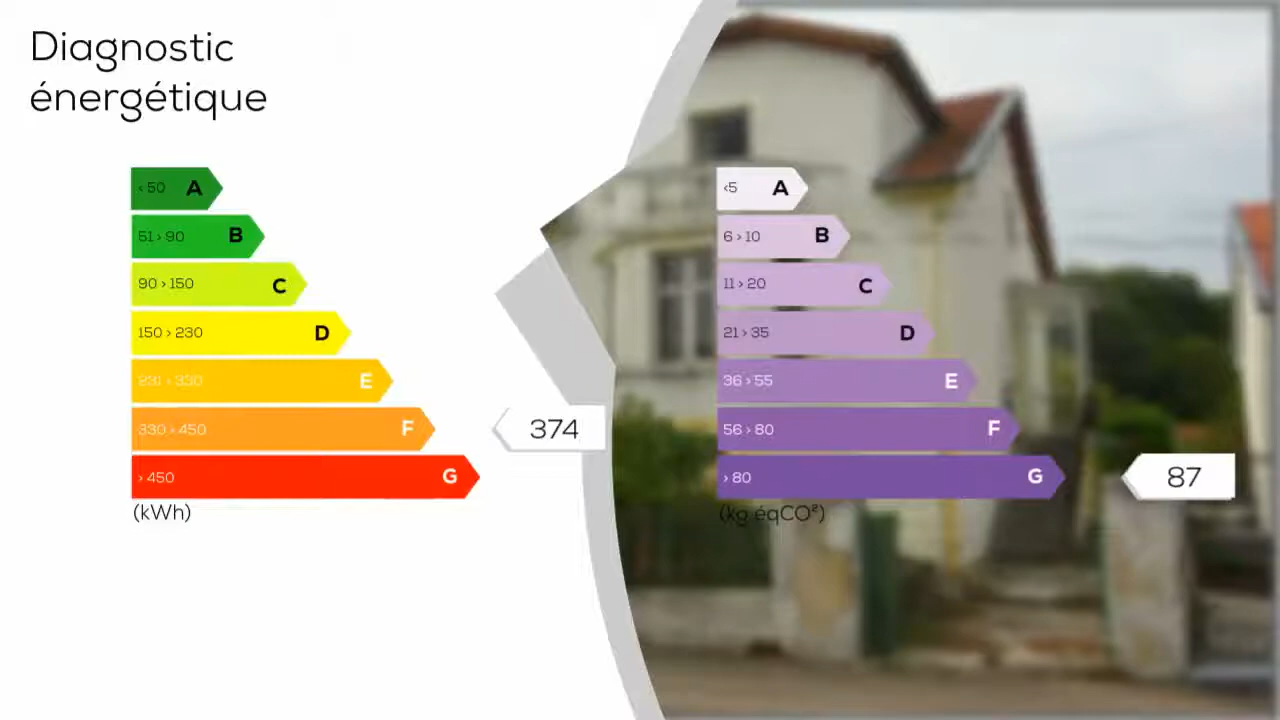 Diagnostic
énergétique
< 50 A
51 > 90 B
90 > 150 C
150 > 230 D
231 > 330 E
330 > 450 F
374
> 450 G
(kWh)
<5 A
6 > 10 B
11 > 20 C
21 > 35 D
36 > 55 E
56 > 80 F
> 80 G
87
(kg éqCO²)